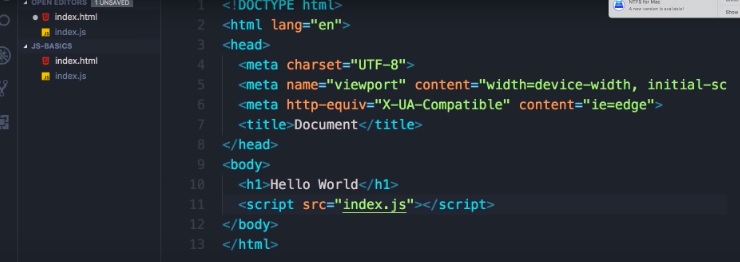 OPEN EDITORS 1 UNSAVED
index.html
index.js
JS-BASICS
index.html
index.js
1 <!DOCTYPE html>
2 <html lang="en">
3 <head>
4 <meta charset="UTF-8">
5 <meta name="viewport" content="width=device-width, initial-sc
6 <meta http-equiv="X-UA-Compatible" content="ie=edge">
7 <title>Document</title>
8 </head>
9 <body>
10 <h1>Hello World</h1>
11 <script src="index.js"></script>
12 </body>
13 </html>
NTFS for Mac
A new version is available!
Show